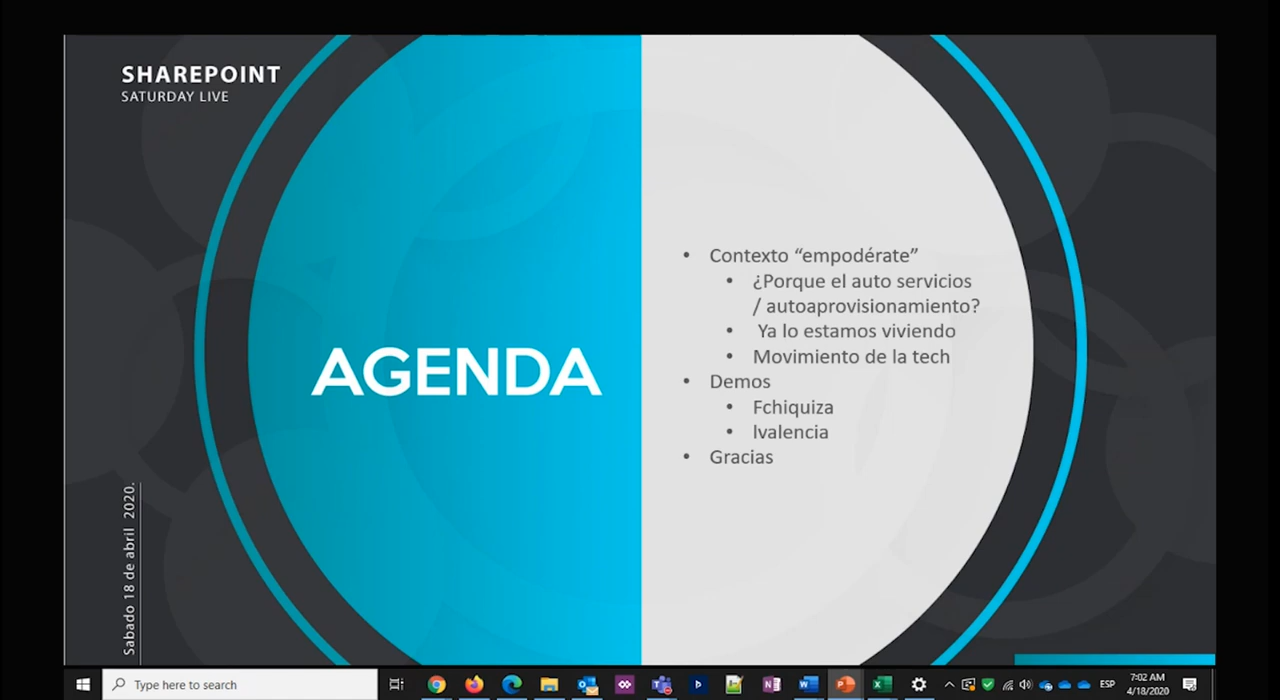 SHAREPOINT
SATURDAY LIVE
AGENDA
• Contexto “empodérate”
• ¿Porque el auto servicios
/ autoaprovisionamiento?
• Ya lo estamos viviendo
• Movimiento de la tech
• Demos
• Fchiquiza
• lvalencia
• Gracias
Sabado 18 de abril 2020.
Type here to search
ESP
7:02 AM
4/18/2020